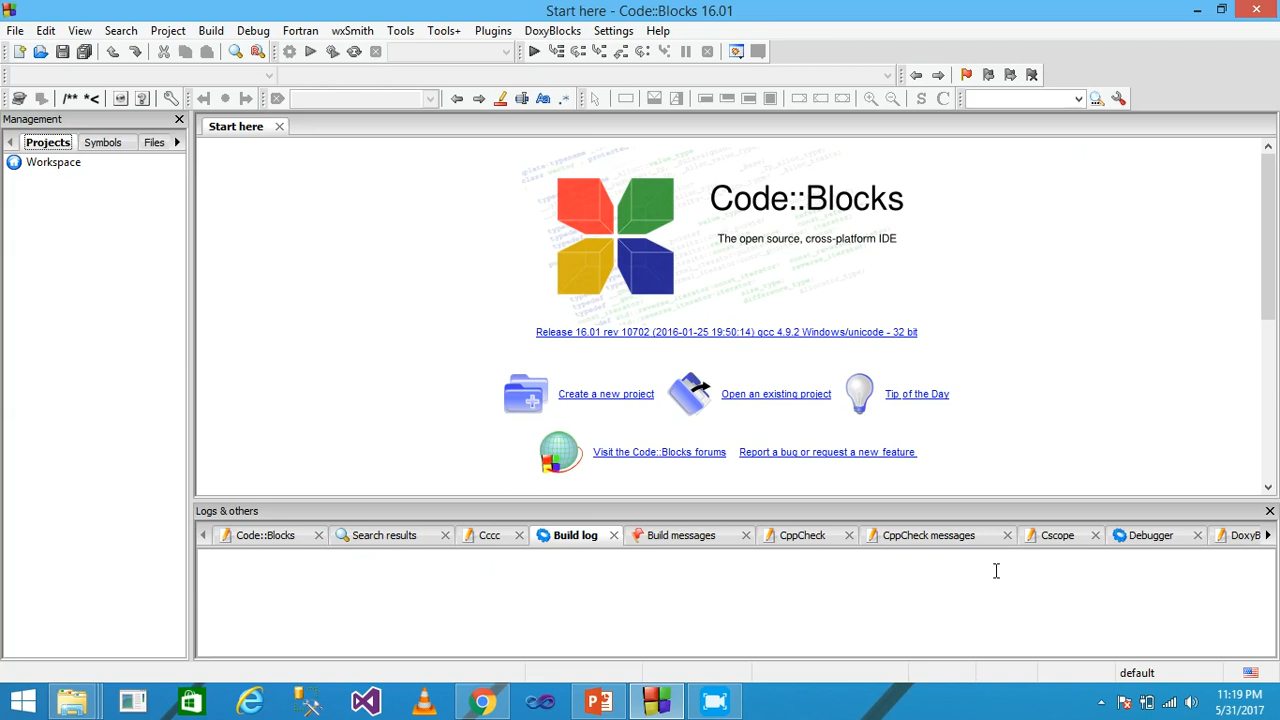 Start here - Code::Blocks 16.01
File Edit View Search Project Build Debug Fortran wxSmith Tools Tools+ Plugins DoxyBlocks Settings Help
/** *<
S C
Management
Projects Symbols Files
Workspace
Start here
Code::Blocks
The open source, cross-platform IDE
Release 16.01 rev 10702 (2016-01-25 19:50:14) gcc 4.9.2 Windows/unicode - 32 bit
Create a new project Open an existing project Tip of the Day
Visit the Code::Blocks forums Report a bug or request a new feature
Logs & others
Code::Blocks Search results Cccc Build log Build messages CppCheck CppCheck messages Cscope Debugger DoxyB
default
11:19 PM
5/31/2017